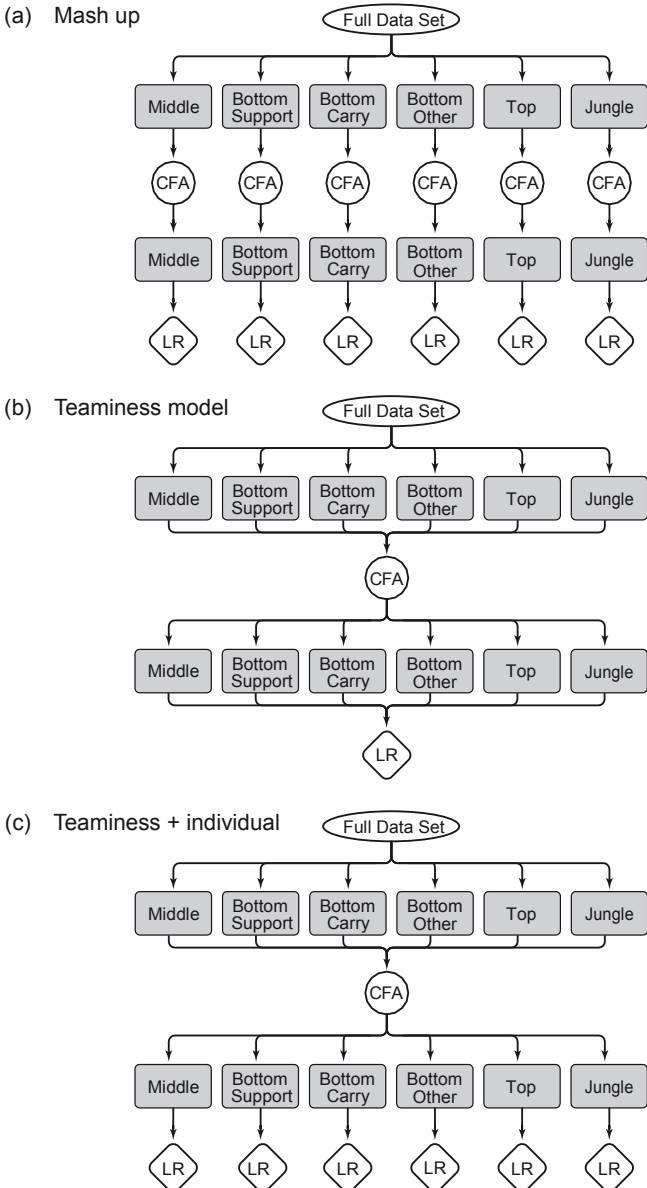 (a) Mash up
Full Data Set
Middle
Bottom
Support
Bottom
Carry
Bottom
Other
Top
Jungle
CFA CFA CFA CFA CFA CFA
Middle
Bottom
Support
Bottom
Carry
Bottom
Other
Top
Jungle
LR LR LR LR LR LR
(b) Teaminess model
Full Data Set
Middle
Bottom
Support
Bottom
Carry
Bottom
Other
Top
Jungle
CFA
Middle
Bottom
Support
Bottom
Carry
Bottom
Other
Top
Jungle
LR
(c) Teaminess + individual
Full Data Set
Middle
Bottom
Support
Bottom
Carry
Bottom
Other
Top
Jungle
CFA
Middle
Bottom
Support
Bottom
Carry
Bottom
Other
Top
Jungle
LR LR LR LR LR LR